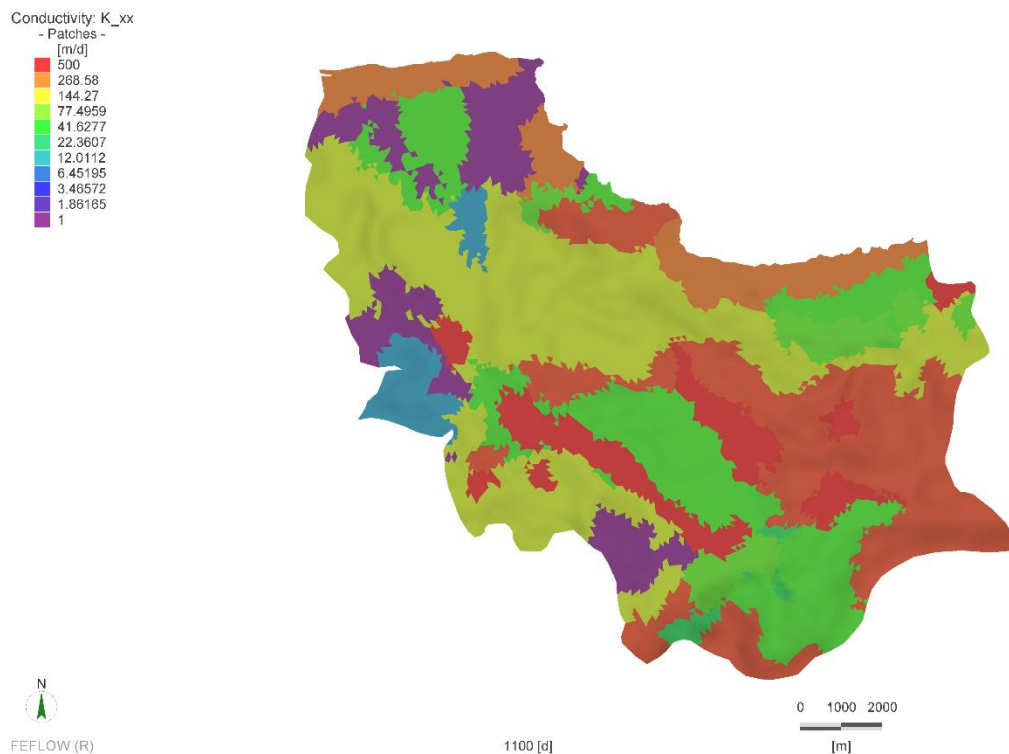 Conductivity: K_xx
- Patches -
[m/d]
500
268.58
144.27
77.4959
41.6277
22.3607
12.0112
6.45195
3.46572
1.86165
1
N
FEFLOW (R)
1100 [d]
0 1000 2000
[m]